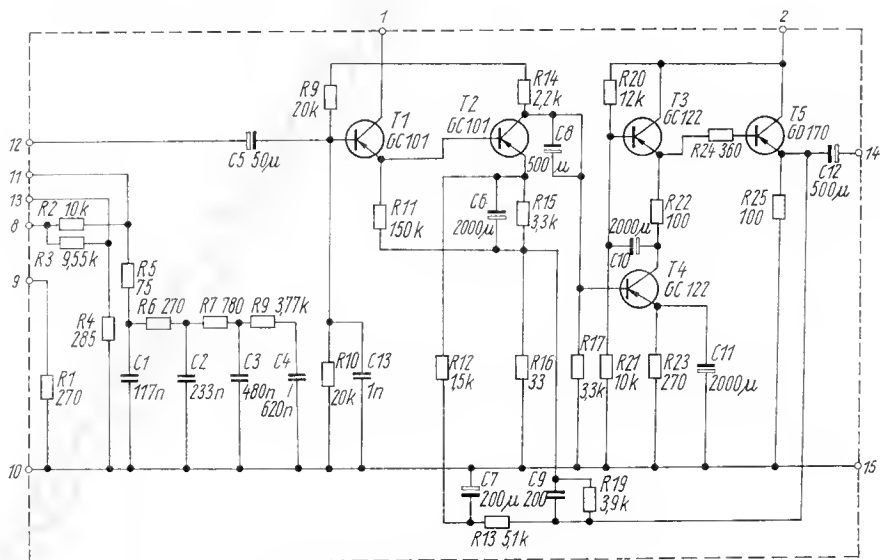 1
2
12
11
13
8
9
10
14
15
R2 10k
R3 9,55k
R5
75
R6 270
R7 780
R9 3,77k
R4
285
R1
270
C1
117n
C2
233n
C3
480n
C4
620n
C5 50µ
R9
20k
T1
GC101
R11
150k
R10
20k
C13
1n
T2
GC101
R14
2,2k
C8
500µ
C6
2000µ
R15
3,3k
R12
1,5k
R16
33
R17
3,3k
C7
200µ
R13 5,1k
C9
200
R19
3,9k
R20
12k
T3
GC122
R24 360
T5
GD170
C12
500µ
R22
100
R25
100
2000µ
C10
T4
GC122
R21
10k
R23
270
C11
2000µ